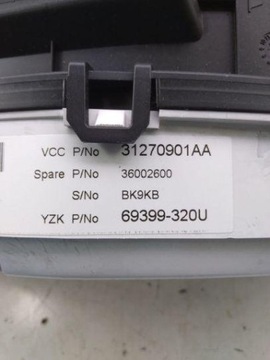 VCC P/No 31270901AA
Spare P/No 36002600
S/No BK9KB
YZK P/No 69399-320U